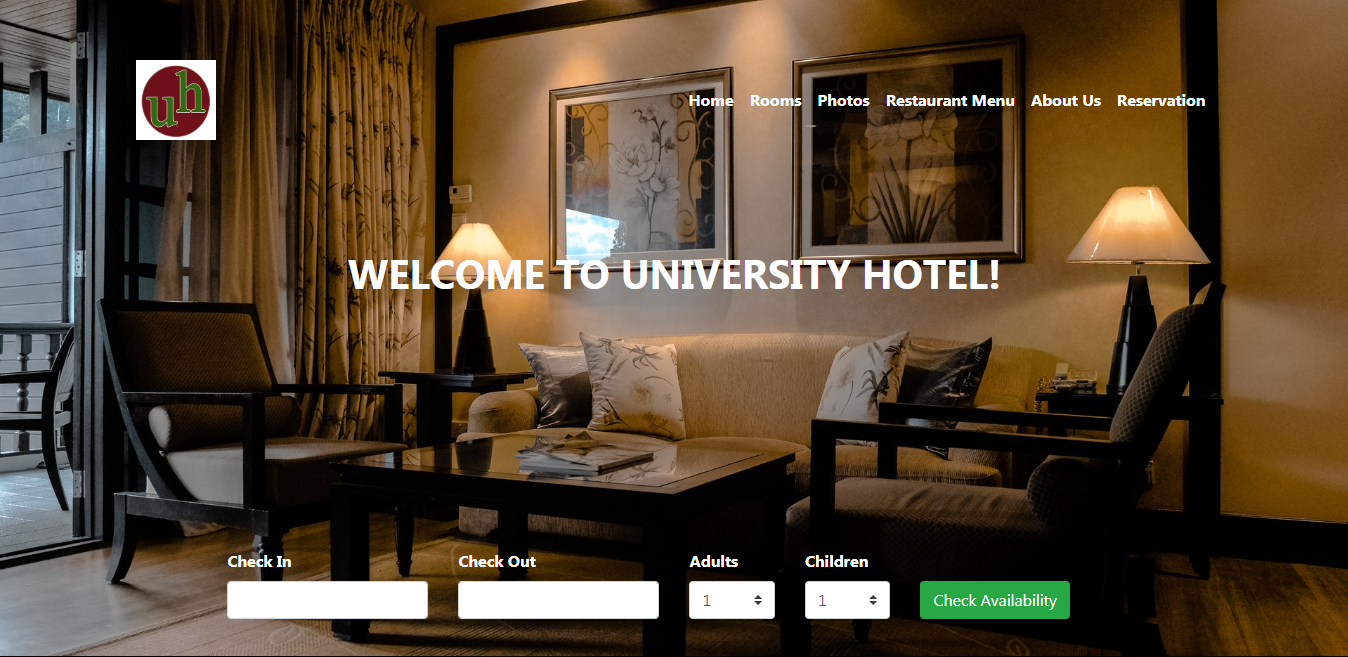 uh
Home Rooms Photos Restaurant Menu About Us Reservation
WELCOME TO UNIVERSITY HOTEL!
Check In Check Out Adults Children
1 1 Check Availability